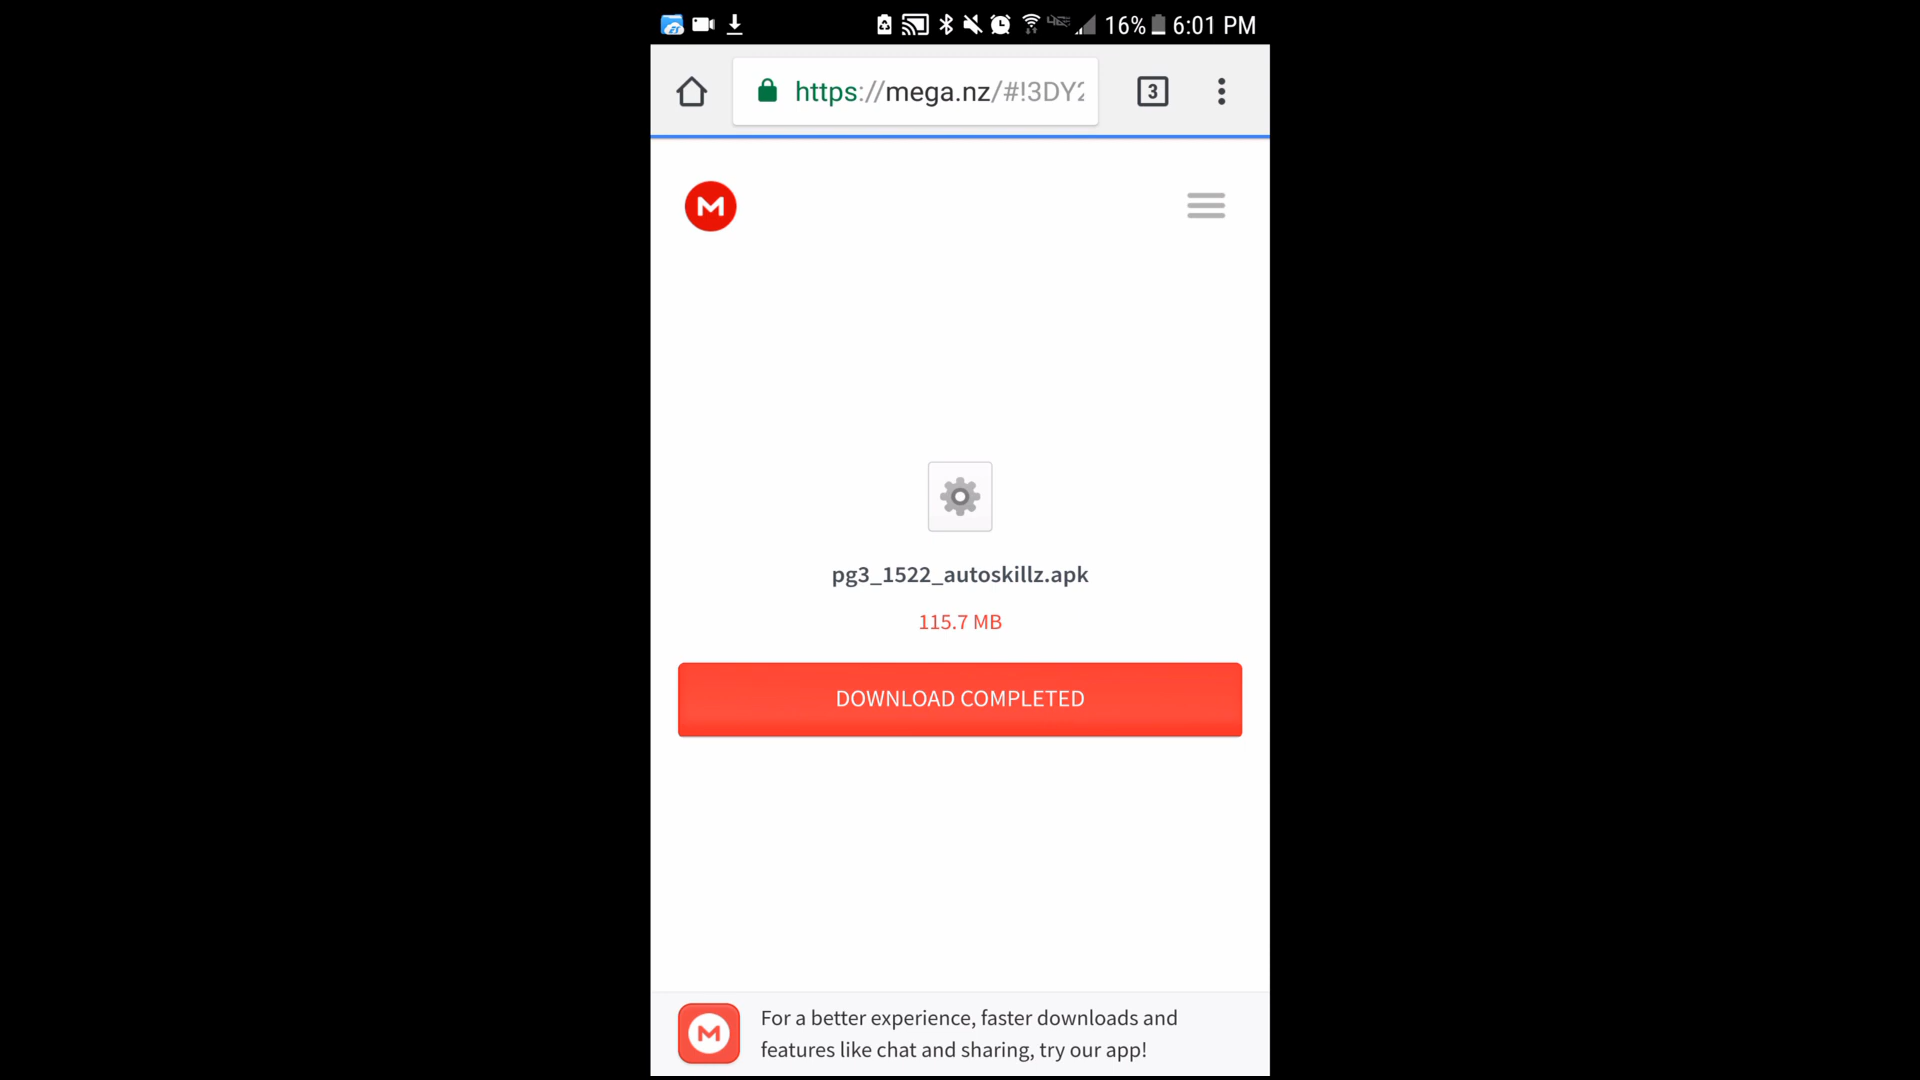 16% 6:01 PM
https://mega.nz/#!3DY2
3
M
pg3_1522_autoskillz.apk
115.7 MB
DOWNLOAD COMPLETED
For a better experience, faster downloads and
features like chat and sharing, try our app!
M